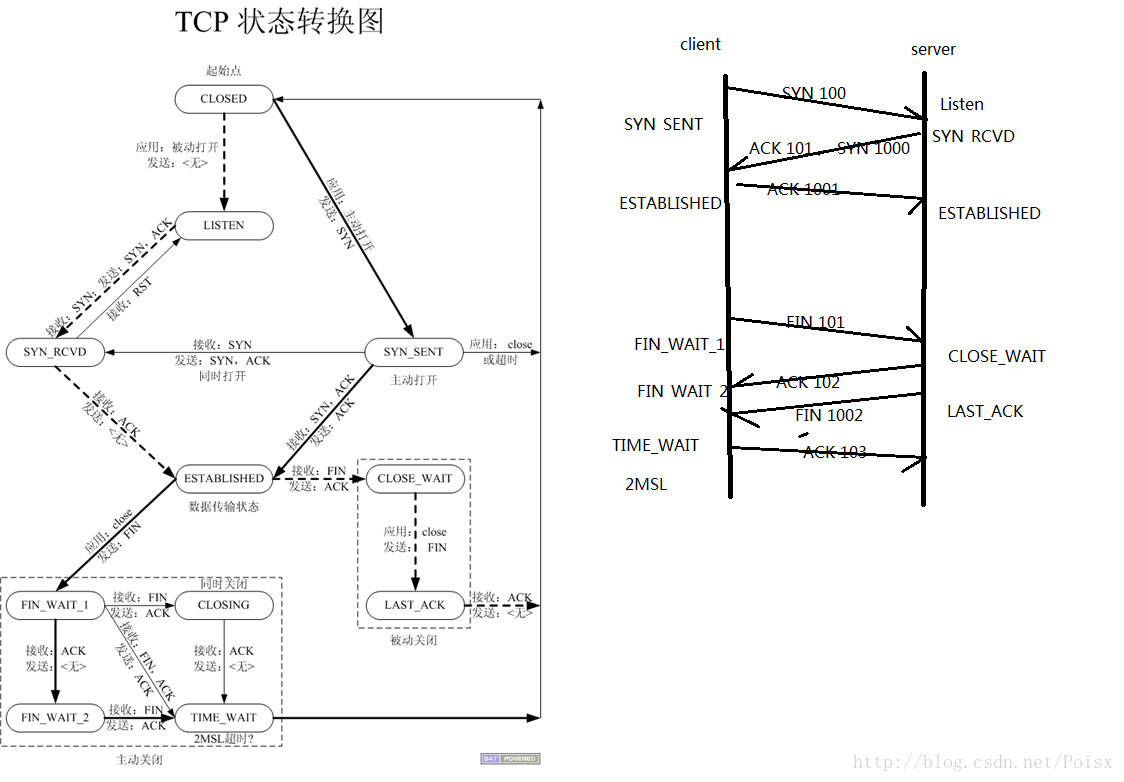 TCP 状态转换图
起始点
CLOSED
应用：被动打开
发送：<无>
应用：主动打开
发送：SYN
LISTEN
接收：SYN；发送：SYN，ACK
接收：RST
SYN_RCVD
接收：SYN
发送：SYN，ACK
同时打开
SYN_SENT
主动打开
应用： close
或超时
接收：ACK
发送：<无>
接收：SYN，ACK
发送：ACK
ESTABLISHED
数据传输状态
接收：FIN
发送：ACK
CLOSE_WAIT
应用： close
发送： FIN
LAST_ACK
接收：ACK
发送：<无>
被动关闭
应用：close
发送：FIN
同时关闭
FIN_WAIT_1
接收：FIN
发送：ACK
CLOSING
接收：ACK
发送：<无>
接收：FIN，ACK
发送：ACK
接收：ACK
发送：<无>
FIN_WAIT_2
接收：FIN
发送：ACK
TIME_WAIT
2MSL超时?
主动关闭
S4T POWERED
client
server
SYN 100
Listen
SYN SENT
SYN RCVD
ACK 101
SYN 1000
ACK 1001
ESTABLISHED
ESTABLISHED
FIN 101
FIN_WAIT_1
CLOSE_WAIT
ACK 102
FIN WAIT 2
FIN 1002
LAST_ACK
TIME_WAIT
ACK 103
2MSL
http://blog.csdn.net/Poisx